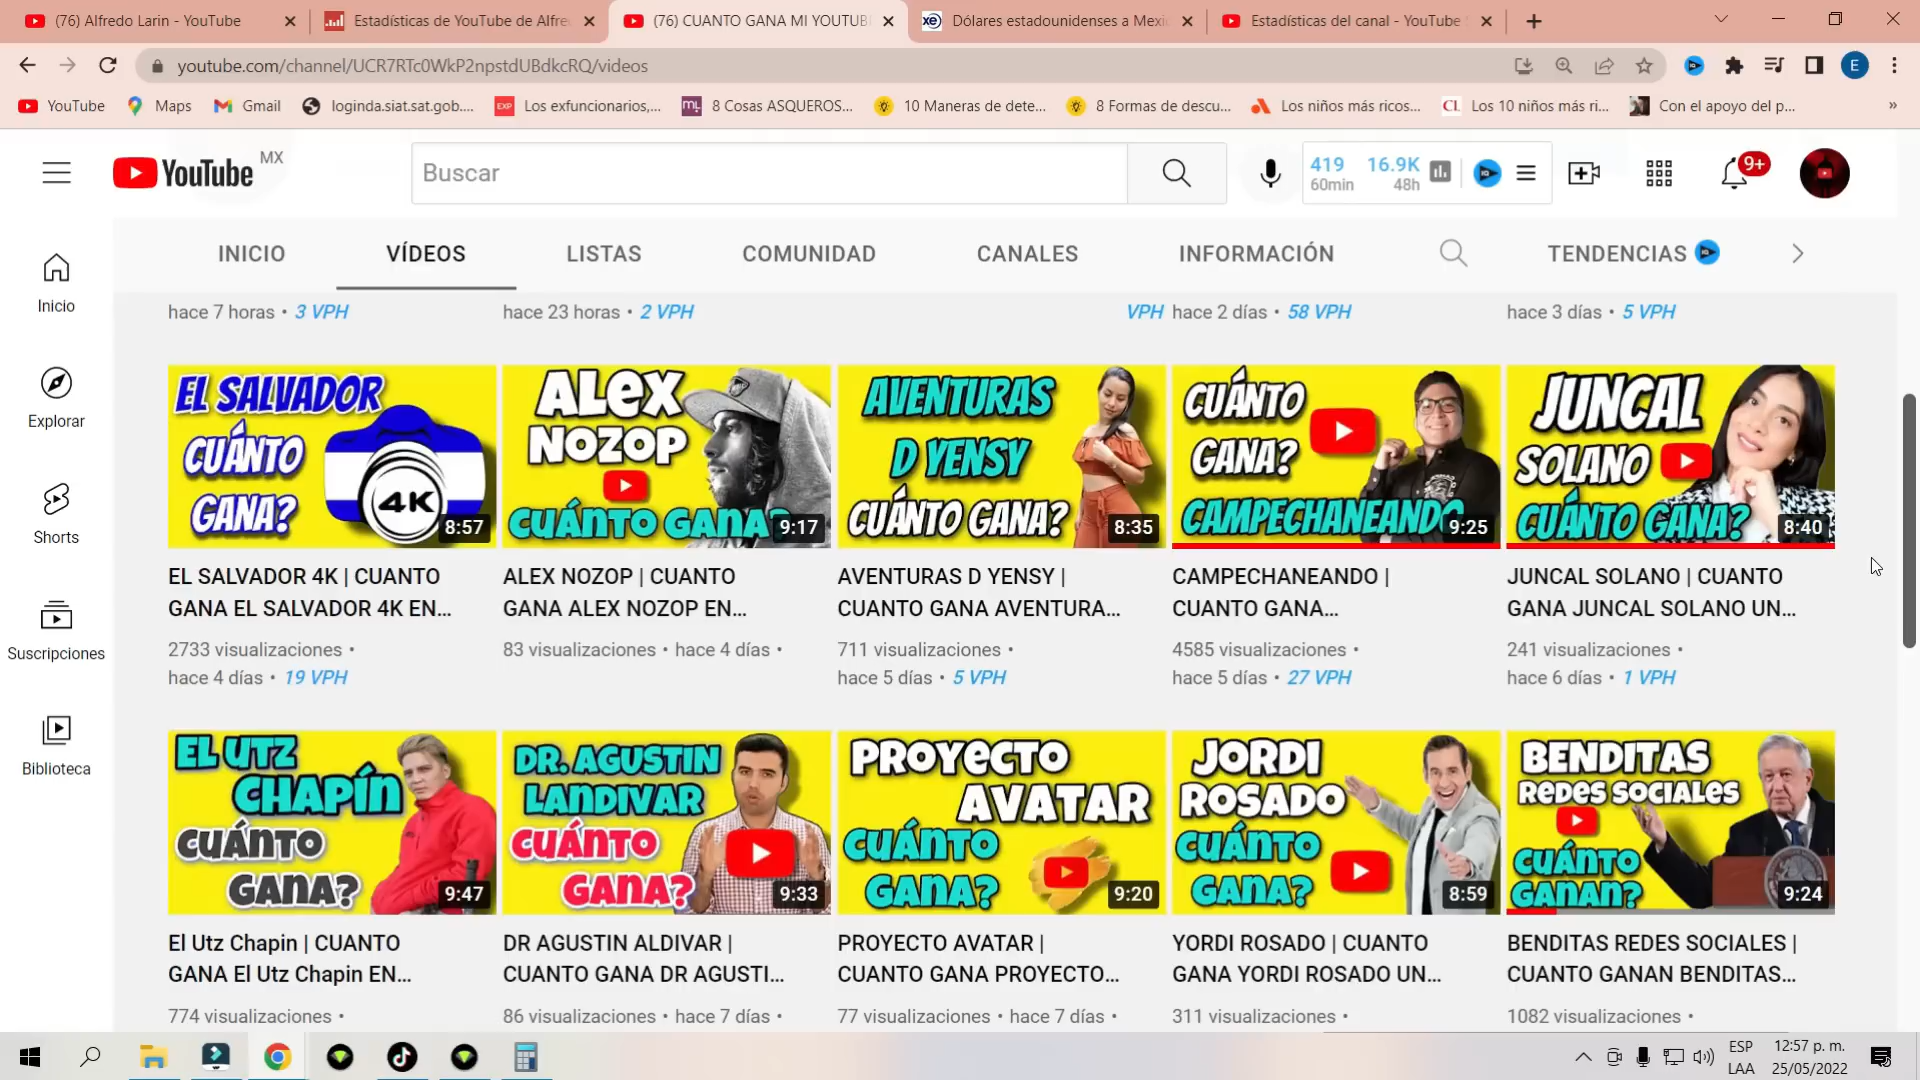 (76) Alfredo Larin - YouTube
Estadísticas de YouTube de Alfre
(76) CUANTO GANA MI YOUTUB
Dólares estadounidenses a Mexi
Estadísticas del canal - YouTube
youtube.com/channel/UCR7RTc0WkP2npstdUBdkcRQ/videos
E
YouTube
Maps
Gmail
loginda.siat.sat.gob....
EXP
Los exfuncionarios,...
8 Cosas ASQUEROS...
10 Maneras de dete...
8 Formas de descu...
Los niños más ricos...
CL
Los 10 niños más ri...
Con el apoyo del p...
»
YouTube MX
Buscar
419
60min
16.9K
48h
9+
INICIO
VÍDEOS
LISTAS
COMUNIDAD
CANALES
INFORMACIÓN
TENDENCIAS
Inicio
Explorar
Shorts
Suscripciones
Biblioteca
hace 7 horas • 3 VPH
hace 23 horas • 2 VPH
VPH
hace 2 días • 58 VPH
hace 3 días • 5 VPH
EL SALVADOR
CUÁNTO
GANA?
4K
8:57
ALEX
NOZOP
CUÁNTO GANA?
9:17
AVENTURAS
D YENSY
CUÁNTO GANA?
8:35
CUÁNTO
GANA?
CAMPECHANEANDO
9:25
JUNCAL
SOLANO
CUÁNTO GANA?
8:40
EL SALVADOR 4K | CUANTO
GANA EL SALVADOR 4K EN...
2733 visualizaciones •
hace 4 días • 19 VPH
ALEX NOZOP | CUANTO
GANA ALEX NOZOP EN...
83 visualizaciones • hace 4 días •
AVENTURAS D YENSY |
CUANTO GANA AVENTURA...
711 visualizaciones •
hace 5 días • 5 VPH
CAMPECHANEANDO |
CUANTO GANA...
4585 visualizaciones •
hace 5 días • 27 VPH
JUNCAL SOLANO | CUANTO
GANA JUNCAL SOLANO UN...
241 visualizaciones •
hace 6 días • 1 VPH
EL UTZ
CHAPÍN
CUÁNTO
GANA?
9:47
DR. AGUSTIN
LANDIVAR
CUÁNTO
GANA?
9:33
PROYECTO
AVATAR
CUÁNTO
GANA?
9:20
JORDI
ROSADO
CUÁNTO
GANA?
8:59
BENDITAS
REDES SOCIALES
CUÁNTO
GANAN?
9:24
El Utz Chapin | CUANTO
GANA El Utz Chapin EN...
774 visualizaciones •
DR AGUSTIN ALDIVAR |
CUANTO GANA DR AGUSTI...
86 visualizaciones • hace 7 días •
PROYECTO AVATAR |
CUANTO GANA PROYECTO...
77 visualizaciones • hace 7 días •
YORDI ROSADO | CUANTO
GANA YORDI ROSADO UN...
311 visualizaciones •
BENDITAS REDES SOCIALES |
CUANTO GANAN BENDITAS...
1082 visualizaciones •
ESP
LAA
12:57 p. m.
25/05/2022